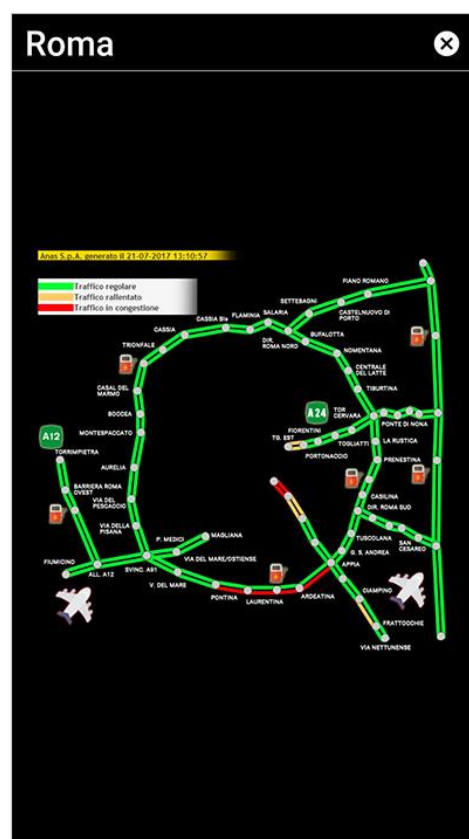 Roma
Anas S.p.A. generato il 21-07-2017 13:10:57
Traffico regolare
Traffico rallentato
Traffico in congestione
FIANO ROMANO
SETTEBAGNI
CASTELNUOVO DI
PORTO
SALARIA
FLAMINIA
CASSIA Bis
CASSIA
DIR.
ROMA NORD
BUFALOTTA
TRIONFALE
NOMENTANA
CENTRALE
DEL LATTE
CASAL DEL
MARMO
TIBURTINA
BOCCEA
A24
TOR
CERVARA
PONTE DI NONA
FIORENTINI
MONTESPACCATO
A12
TG. EST
TOGLIATTI
LA RUSTICA
PORTONACCIO
TORRIMPIETRA
PRENESTINA
AURELIA
BARRIERA ROMA
OVEST
VIA DEL
PESCACCIO
CASILINA
DIR. ROMA SUD
VIA DELLA
PISANA
MAGLIANA
P. MEDICI
TUSCOLANA
SAN
CESAREO
G. S. ANDREA
VIA DEL MARE/OSTIENSE
FIUMICINO
ALL. A12
SVINC. A91
APPIA
V. DEL MARE
CIAMPINO
PONTINA
LAURENTINA
ARDEATINA
FRATTOCCHIE
VIA NETTUNENSE